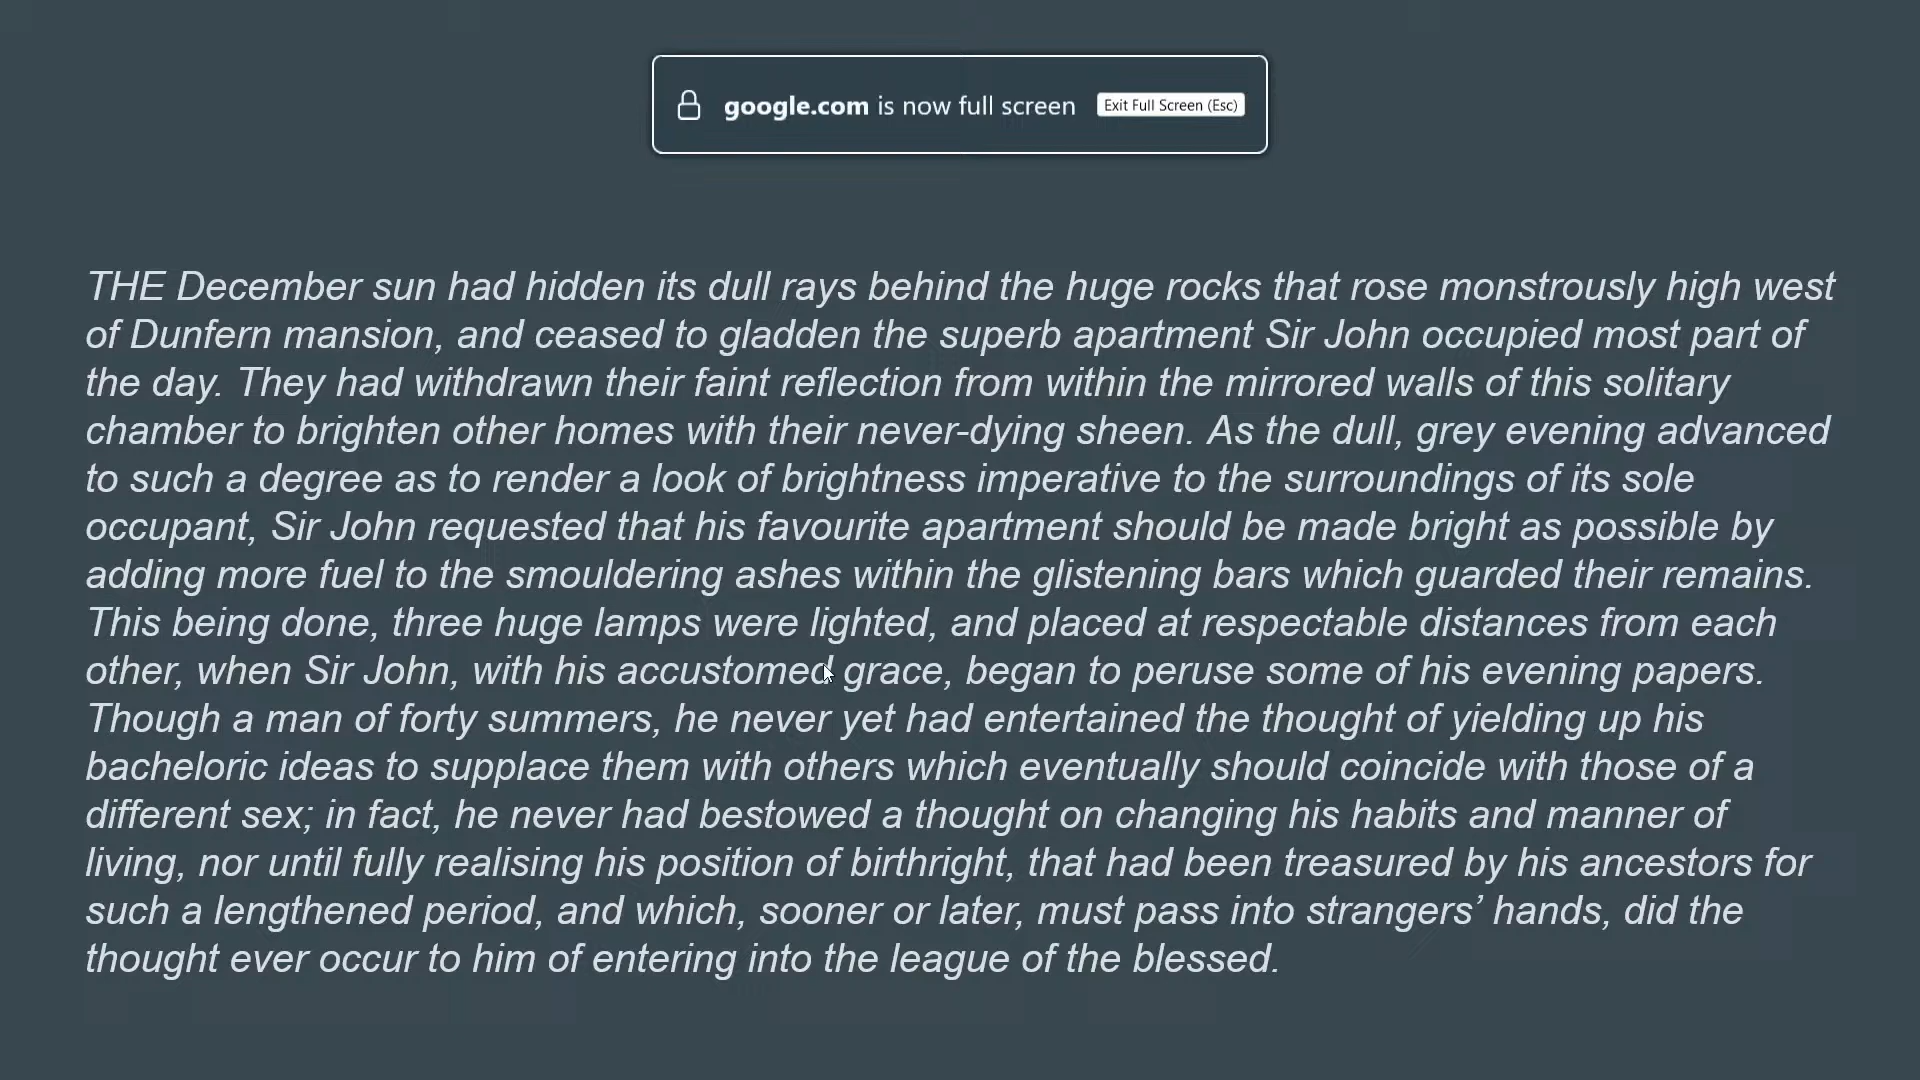 google.com is now full screen Exit Full Screen (Esc)
THE December sun had hidden its dull rays behind the huge rocks that rose monstrously high west
of Dunfern mansion, and ceased to gladden the superb apartment Sir John occupied most part of
the day. They had withdrawn their faint reflection from within the mirrored walls of this solitary
chamber to brighten other homes with their never-dying sheen. As the dull, grey evening advanced
to such a degree as to render a look of brightness imperative to the surroundings of its sole
occupant, Sir John requested that his favourite apartment should be made bright as possible by
adding more fuel to the smouldering ashes within the glistening bars which guarded their remains.
This being done, three huge lamps were lighted, and placed at respectable distances from each
other, when Sir John, with his accustomed grace, began to peruse some of his evening papers.
Though a man of forty summers, he never yet had entertained the thought of yielding up his
bacheloric ideas to supplace them with others which eventually should coincide with those of a
different sex; in fact, he never had bestowed a thought on changing his habits and manner of
living, nor until fully realising his position of birthright, that had been treasured by his ancestors for
such a lengthened period, and which, sooner or later, must pass into strangers’ hands, did the
thought ever occur to him of entering into the league of the blessed.